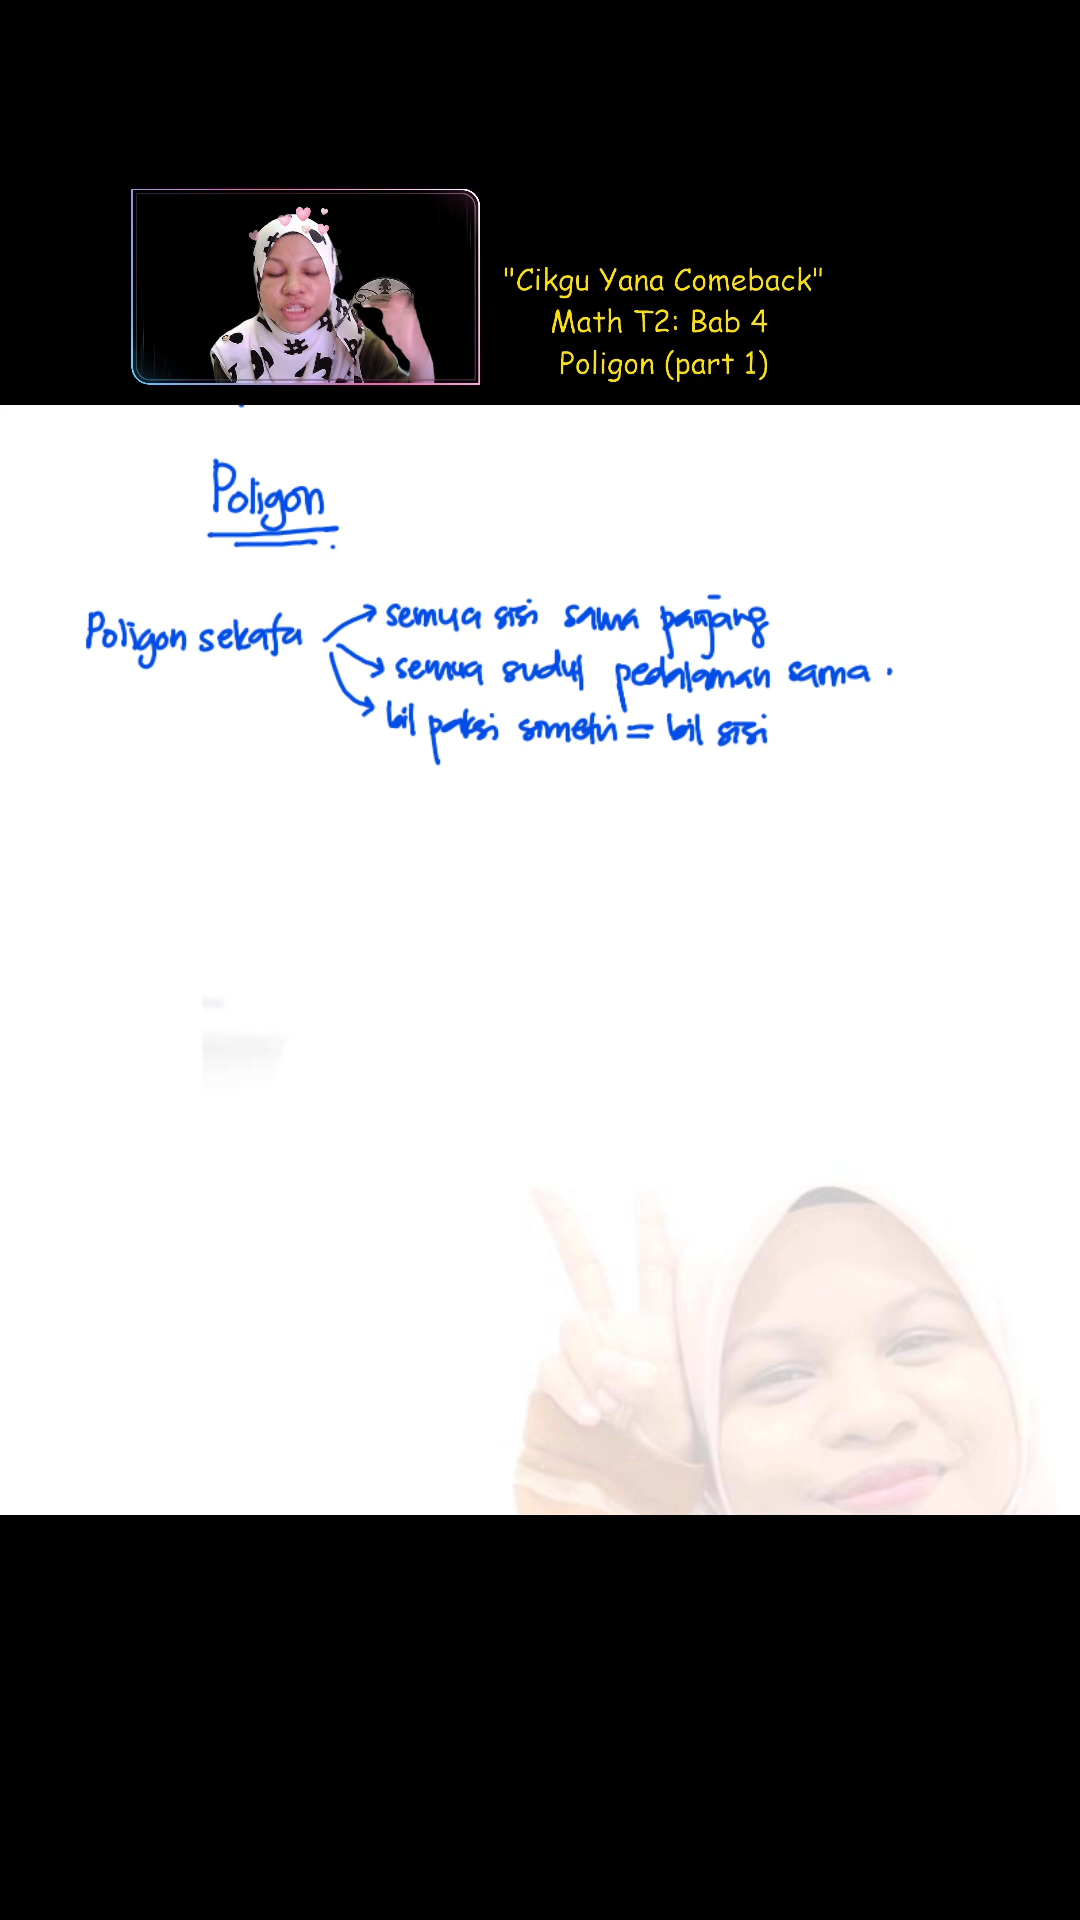 "Cikgu Yana Comeback"
Math T2: Bab 4
Poligon (part 1)
Poligon
Poligon sekata
semua sisi sama panjang
semua sudut pedalaman sama.
bil paksi simetri = bil sisi